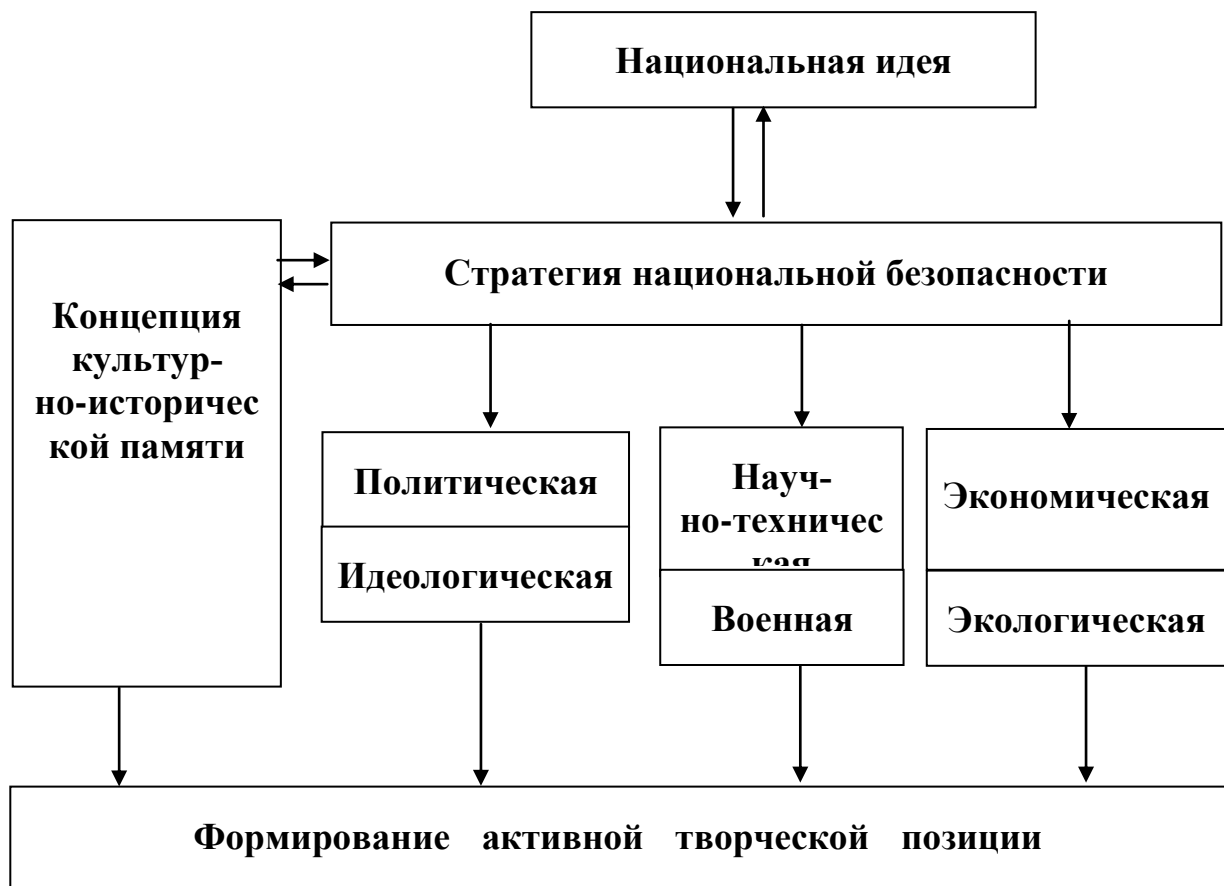 Национальная идея
Стратегия национальной безопасности
Концепция
культур-
но-историчес
кой памяти
Политическая
Идеологическая
Науч-
но-техничес
кая
Военная
Экономическая
Экологическая
Формирование активной творческой позиции